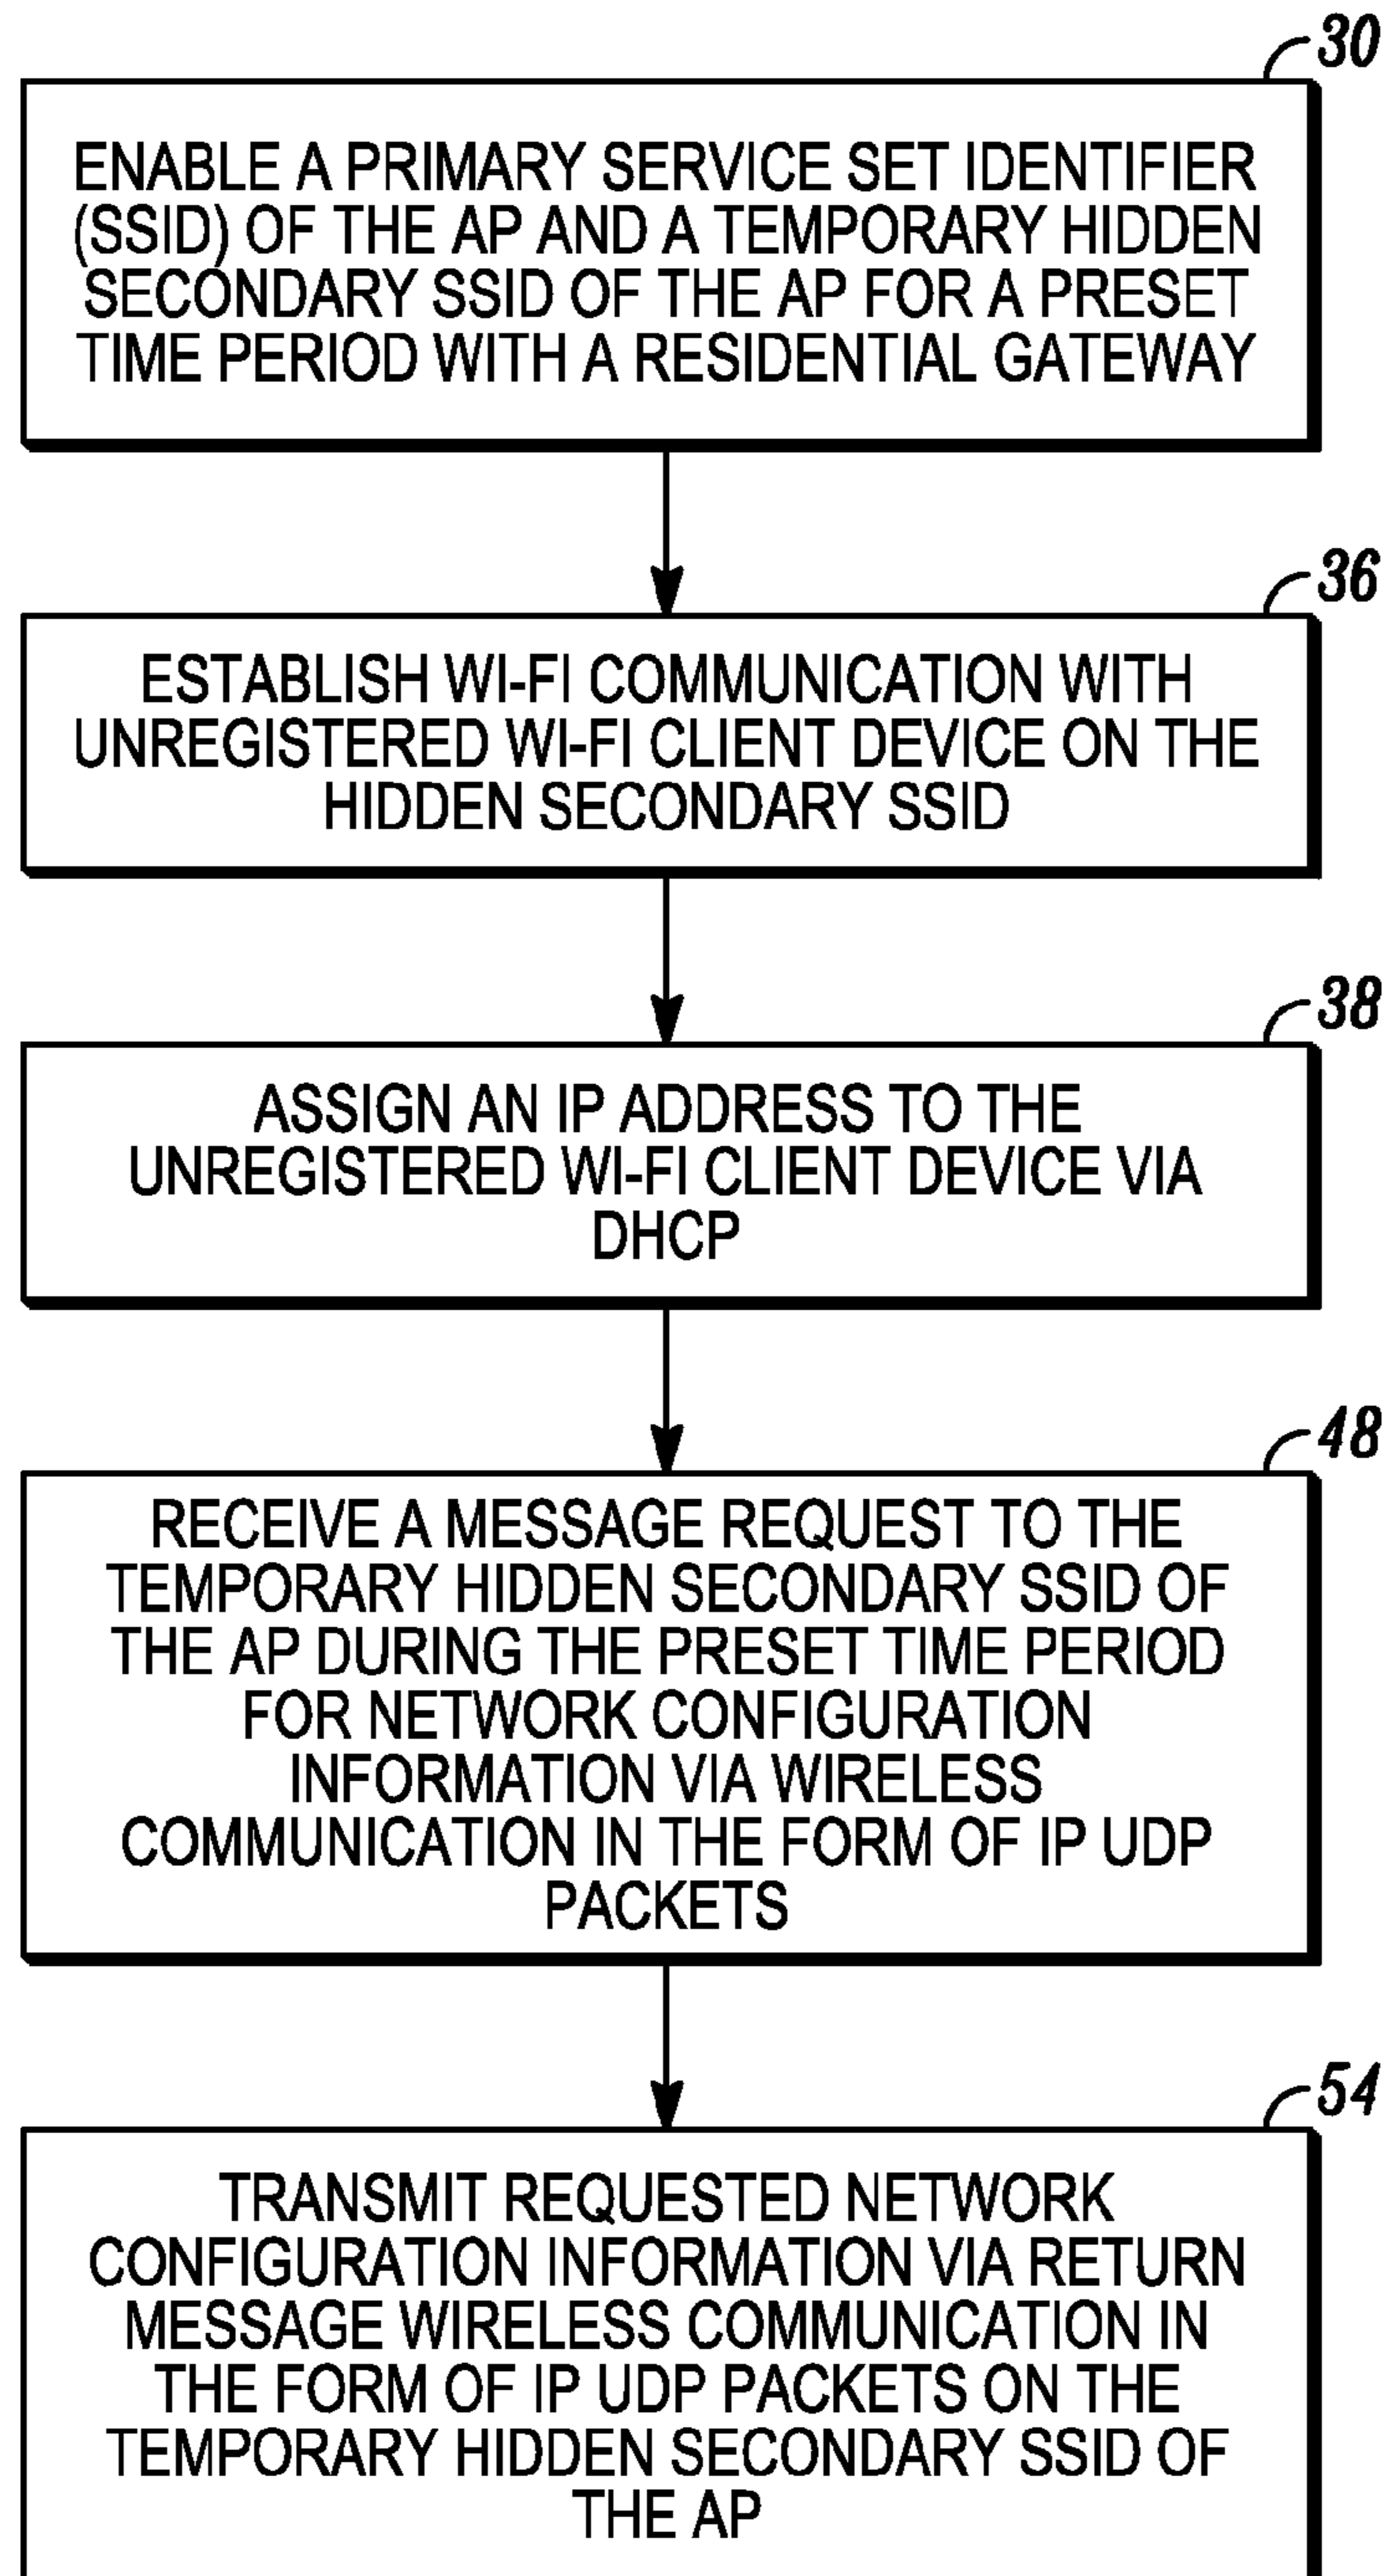 30
ENABLE A PRIMARY SERVICE SET IDENTIFIER
(SSID) OF THE AP AND A TEMPORARY HIDDEN
SECONDARY SSID OF THE AP FOR A PRESET
TIME PERIOD WITH A RESIDENTIAL GATEWAY
36
ESTABLISH WI-FI COMMUNICATION WITH
UNREGISTERED WI-FI CLIENT DEVICE ON THE
HIDDEN SECONDARY SSID
38
ASSIGN AN IP ADDRESS TO THE
UNREGISTERED WI-FI CLIENT DEVICE VIA
DHCP
48
RECEIVE A MESSAGE REQUEST TO THE
TEMPORARY HIDDEN SECONDARY SSID OF
THE AP DURING THE PRESET TIME PERIOD
FOR NETWORK CONFIGURATION
INFORMATION VIA WIRELESS
COMMUNICATION IN THE FORM OF IP UDP
PACKETS
54
TRANSMIT REQUESTED NETWORK
CONFIGURATION INFORMATION VIA RETURN
MESSAGE WIRELESS COMMUNICATION IN
THE FORM OF IP UDP PACKETS ON THE
TEMPORARY HIDDEN SECONDARY SSID OF
THE AP